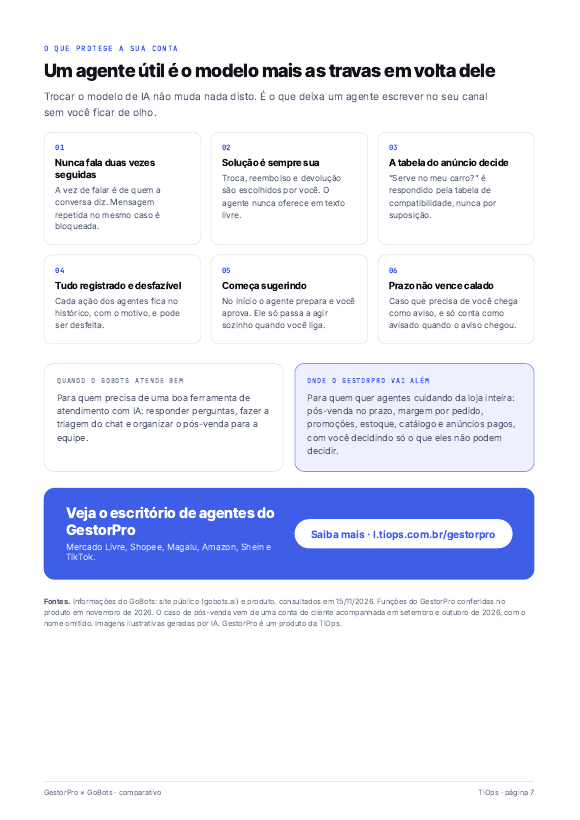 O QUE PROTEGE A SUA CONTA
Um agente útil é o modelo mais as travas em volta dele
Trocar o modelo de IA não muda nada disto. É o que deixa um agente escrever no seu canal
sem você ficar de olho.
01
Nunca fala duas vezes
seguidas
A vez de falar é de quem a
conversa diz. Mensagem
repetida no mesmo caso é
bloqueada.
02
Solução é sempre sua
Troca, reembolso e devolução
são escolhidos por você. O
agente nunca oferece em texto
livre.
03
A tabela do anúncio decide
"Serve no meu carro?" é
respondido pela tabela de
compatibilidade, nunca por
suposição.
04
Tudo registrado e desfazível
Cada ação dos agentes fica no
histórico, com o motivo, e pode
ser desfeita.
05
Começa sugerindo
No início o agente prepara e você
aprova. Ele só passa a agir
sozinho quando você liga.
06
Prazo não vence calado
Caso que precisa de você chega
como aviso, e só conta como
avisado quando o aviso chegou.
QUANDO O GOBOTS ATENDE BEM
Para quem precisa de uma boa ferramenta de
atendimento com IA: responder perguntas, fazer a
triagem do chat e organizar o pós-venda para a
equipe.
ONDE O GESTORPRO VAI ALÉM
Para quem quer agentes cuidando da loja inteira:
pós-venda no prazo, margem por pedido,
promoções, estoque, catálogo e anúncios pagos,
com você decidindo só o que eles não podem
decidir.
Veja o escritório de agentes do
GestorPro
Mercado Livre, Shopee, Magalu, Amazon, Shein e
TikTok.
Saiba mais · l.tiops.com.br/gestorpro
Fontes. Informações do GoBots: site público (gobots.ai) e produto, consultados em 15/11/2026. Funções do GestorPro conferidas no
produto em novembro de 2026. O caso de pós-venda vem de uma conta de cliente acompanhada em setembro e outubro de 2026, com o
nome omitido. Imagens ilustrativas geradas por IA. GestorPro é um produto da TiOps.
GestorPro × GoBots · comparativo
TiOps · página 7